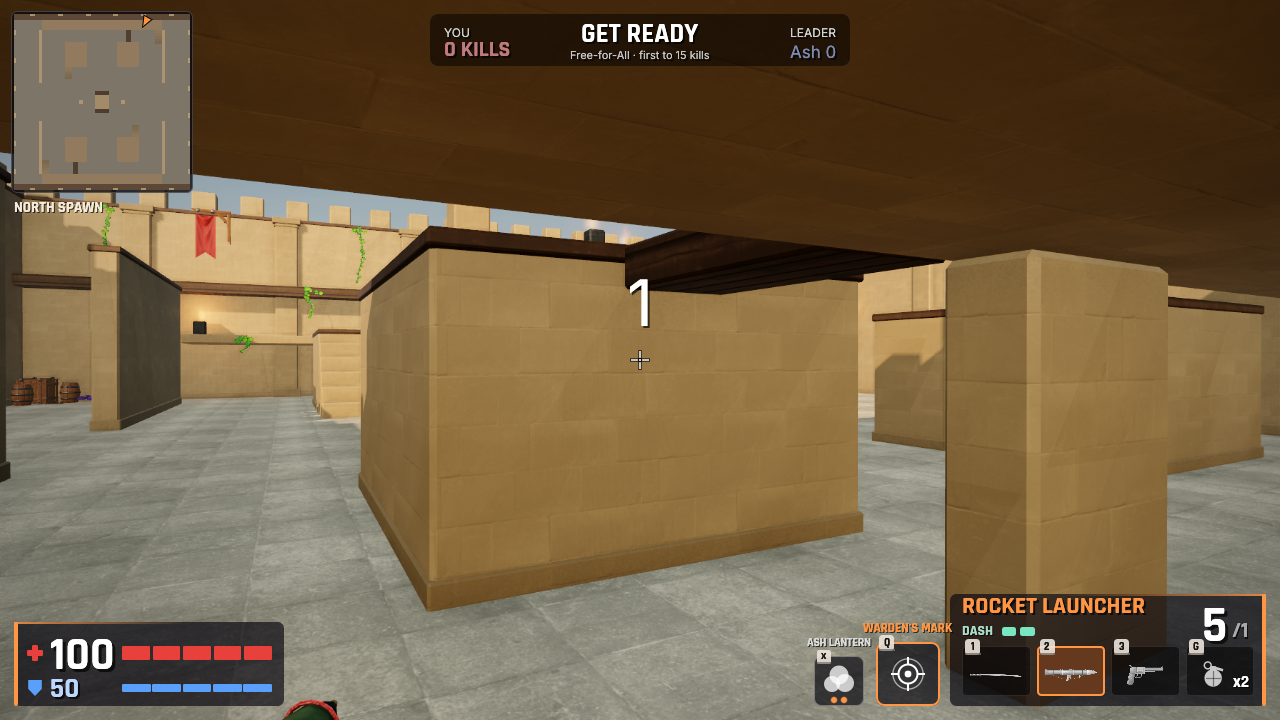 YOU
0 KILLS
GET READY
Free-for-All · first to 15 kills
LEADER
Ash 0
NORTH SPAWN
1
100
50
ASH LANTERN
X
WARDEN'S MARK
Q
ROCKET LAUNCHER
DASH
5 /1
1
2
3
G
x2